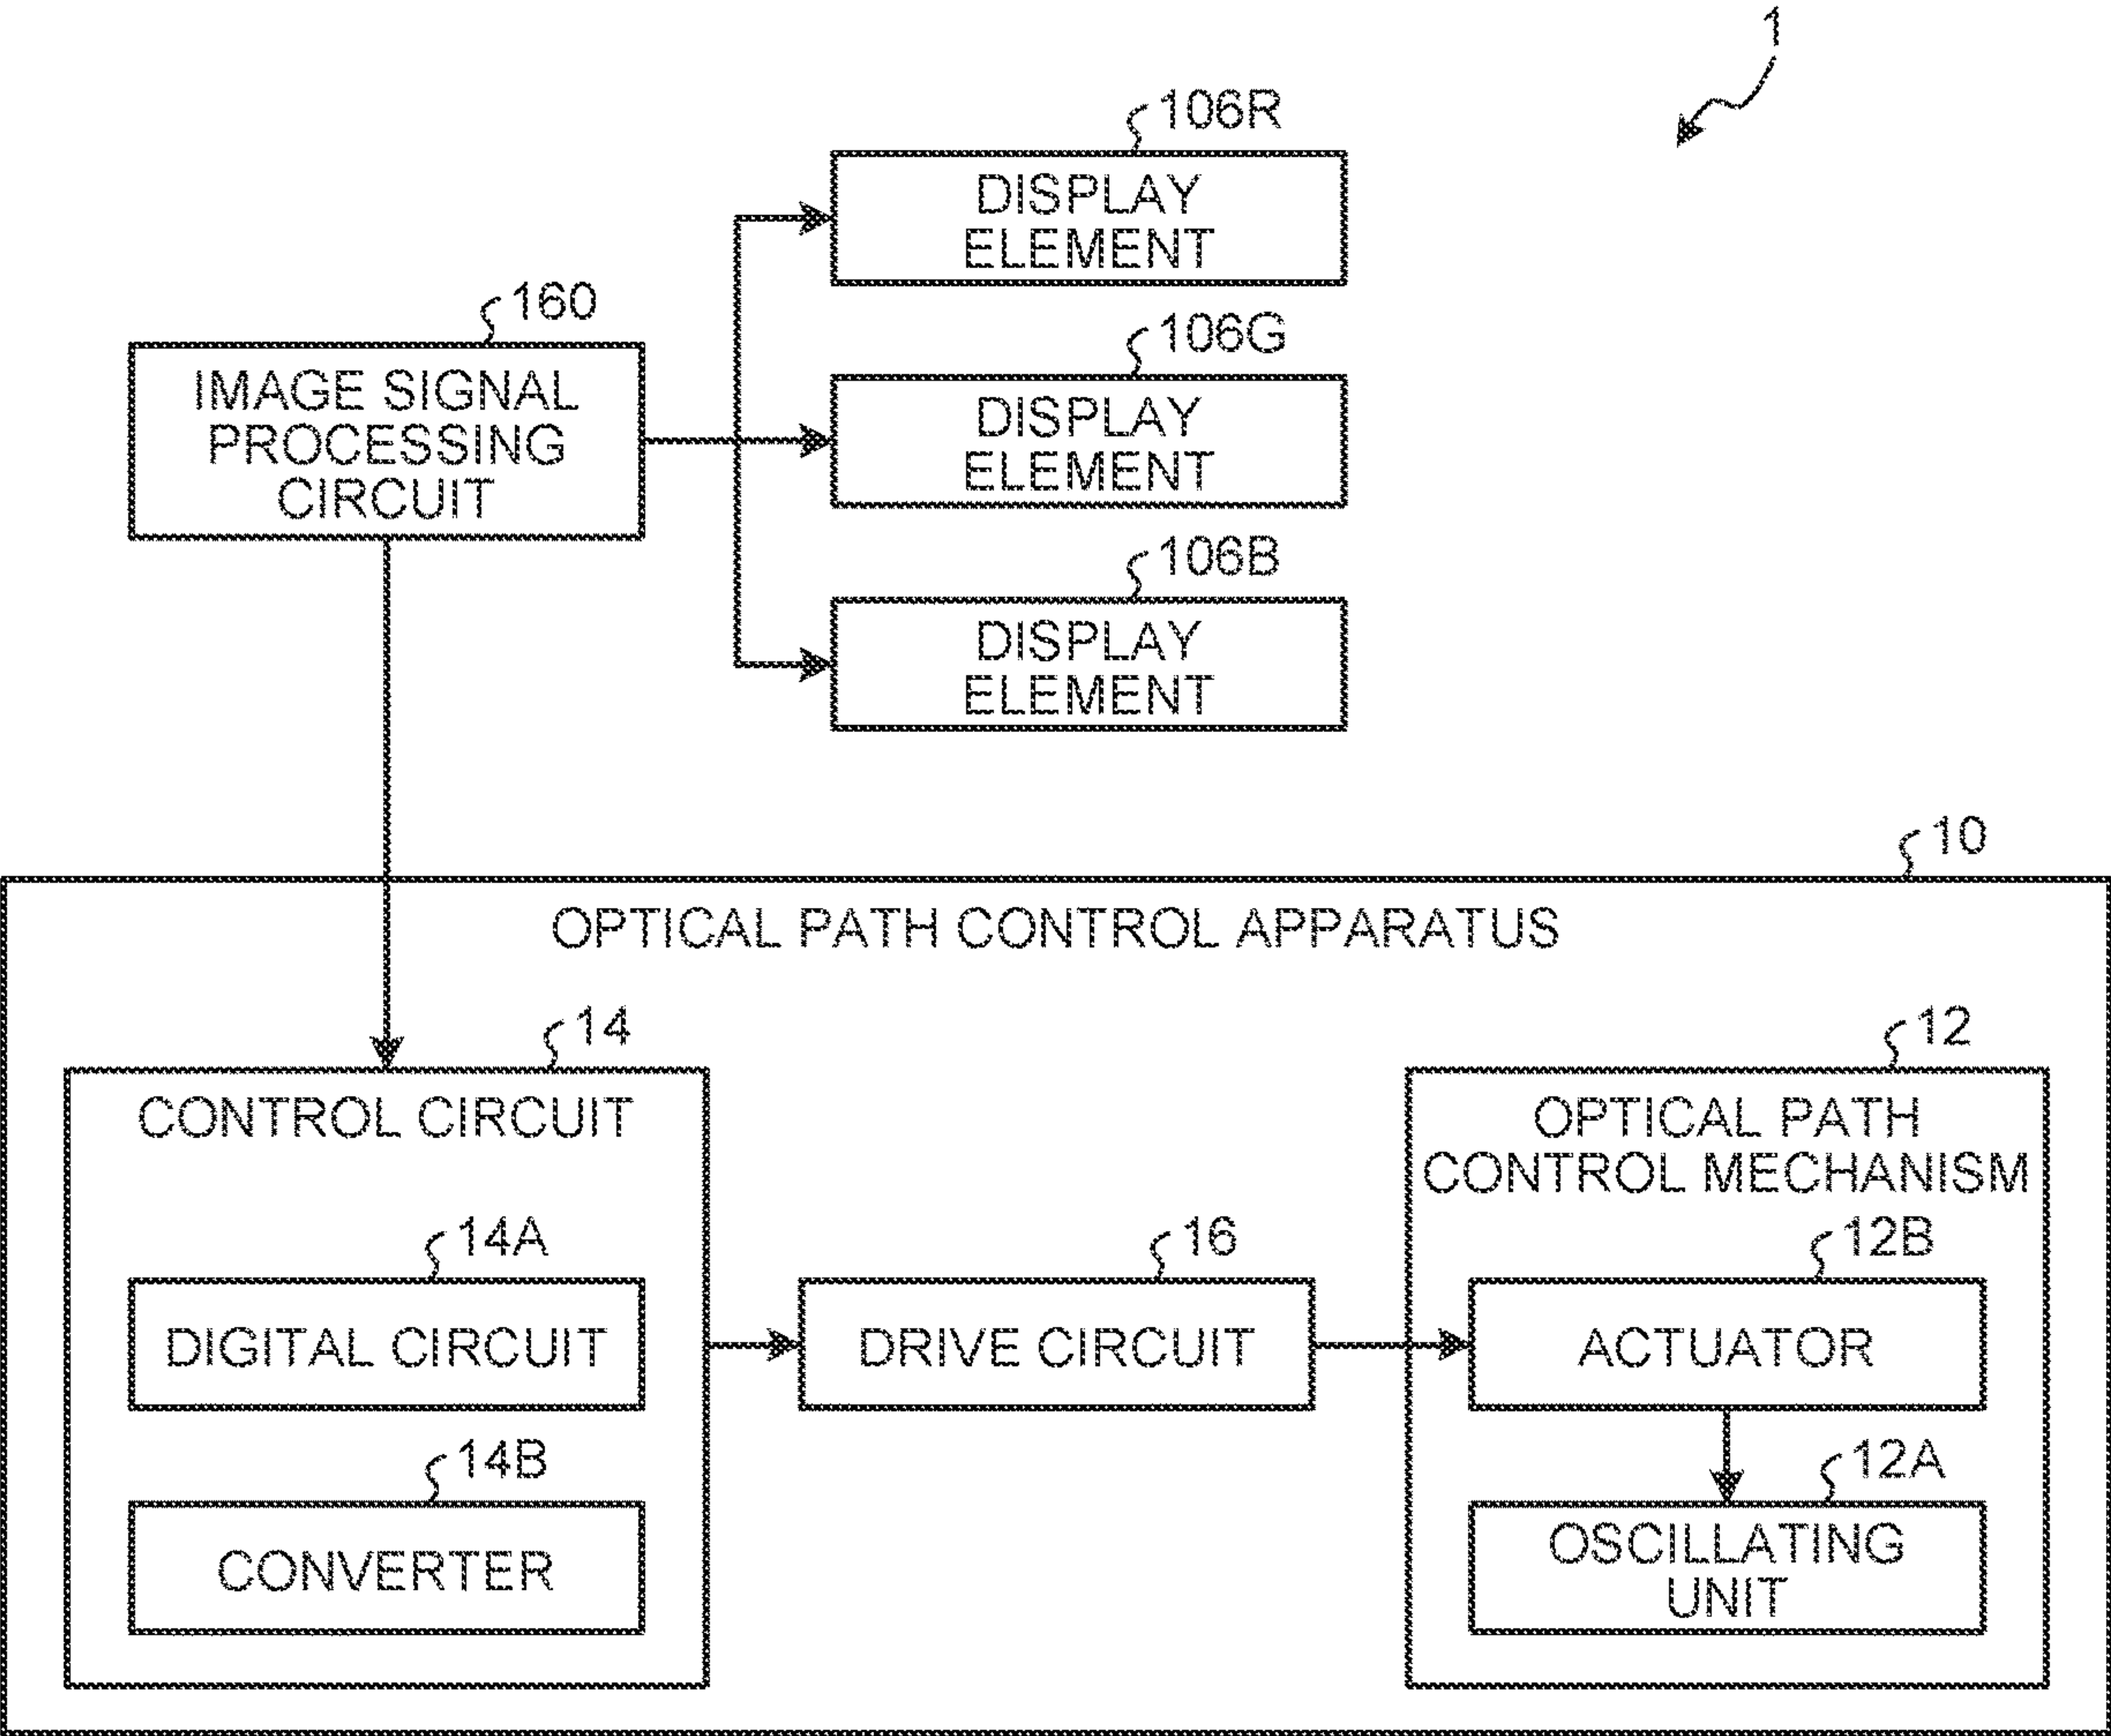 1
106R
DISPLAY
ELEMENT
160
IMAGE SIGNAL
PROCESSING
CIRCUIT
106G
DISPLAY
ELEMENT
106B
DISPLAY
ELEMENT
10
OPTICAL PATH CONTROL APPARATUS
14
CONTROL CIRCUIT
14A
DIGITAL CIRCUIT
14B
CONVERTER
16
DRIVE CIRCUIT
12
OPTICAL PATH
CONTROL MECHANISM
12B
ACTUATOR
12A
OSCILLATING
UNIT